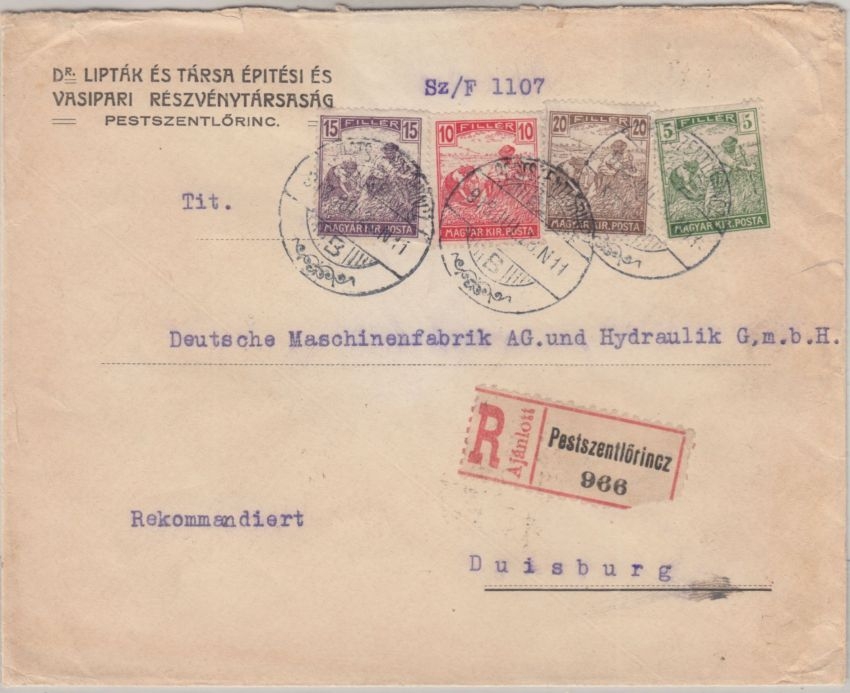 DR. LIPTÁK ÉS TÁRSA ÉPITÉSI ÉS
VASIPARI RÉSZVÉNYTÁRSASÁG
PESTSZENTLŐRINC.
Sz/F 1107
15 FILLÉR 15
MAGYAR KIR. POSTA
10 FILLÉR 10
MAGYAR KIR. POSTA
20 FILLÉR 20
MAGYAR KIR. POSTA
5 FILLÉR 5
MAGYAR KIR. POSTA
N11
B
N11
B
Tit.
Deutsche Maschinenfabrik AG.und Hydraulik G,m.b.H.
R
Ajánlott
Pestszentlőrincz
966
Rekommandiert
Duisburg